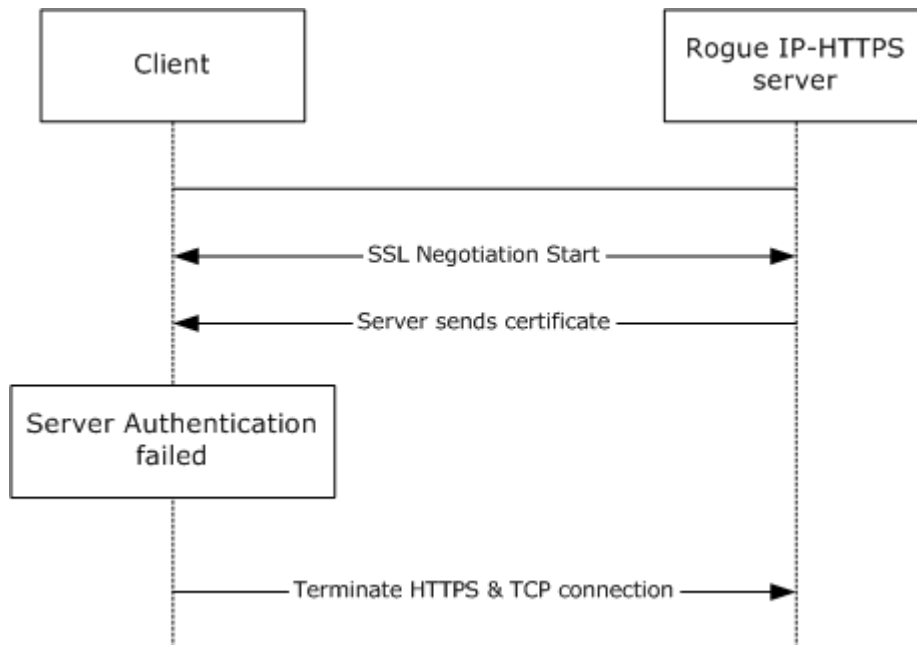 Client
Rogue IP-HTTPS
server
SSL Negotiation Start
Server sends certificate
Server Authentication
failed
Terminate HTTPS & TCP connection